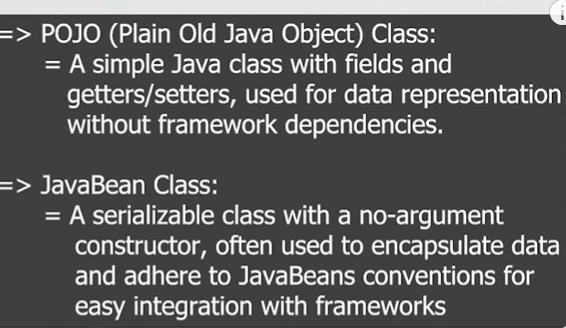 => POJO (Plain Old Java Object) Class:
= A simple Java class with fields and
getters/setters, used for data representation
without framework dependencies.
=> JavaBean Class:
= A serializable class with a no-argument
constructor, often used to encapsulate data
and adhere to JavaBeans conventions for
easy integration with frameworks